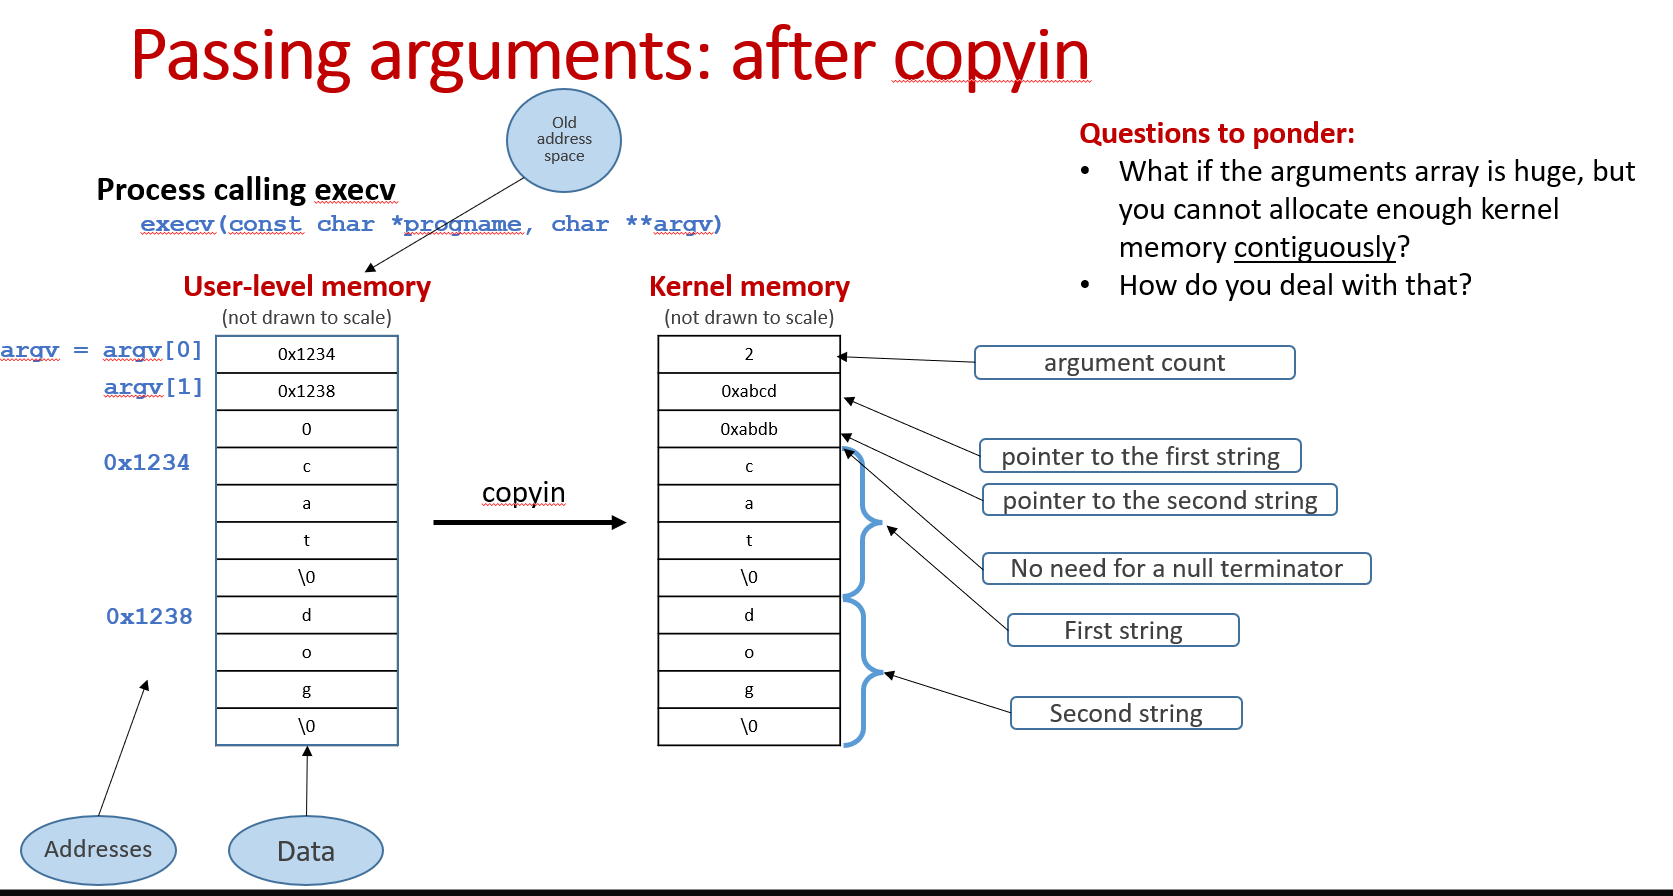 Passing arguments: after copyin
Old
address
space
Process calling execv
execv(const char *progname, char **argv)
Questions to ponder:
• What if the arguments array is huge, but
you cannot allocate enough kernel
memory contiguously?
• How do you deal with that?
User-level memory
(not drawn to scale)
argv = argv[0]
argv[1]
0x1234
0x1238
0x1234
0x1238
0
c
a
t
\0
d
o
g
\0
copyin
Kernel memory
(not drawn to scale)
2
0xabcd
0xabdb
c
a
t
\0
d
o
g
\0
argument count
pointer to the first string
pointer to the second string
No need for a null terminator
First string
Second string
Addresses
Data